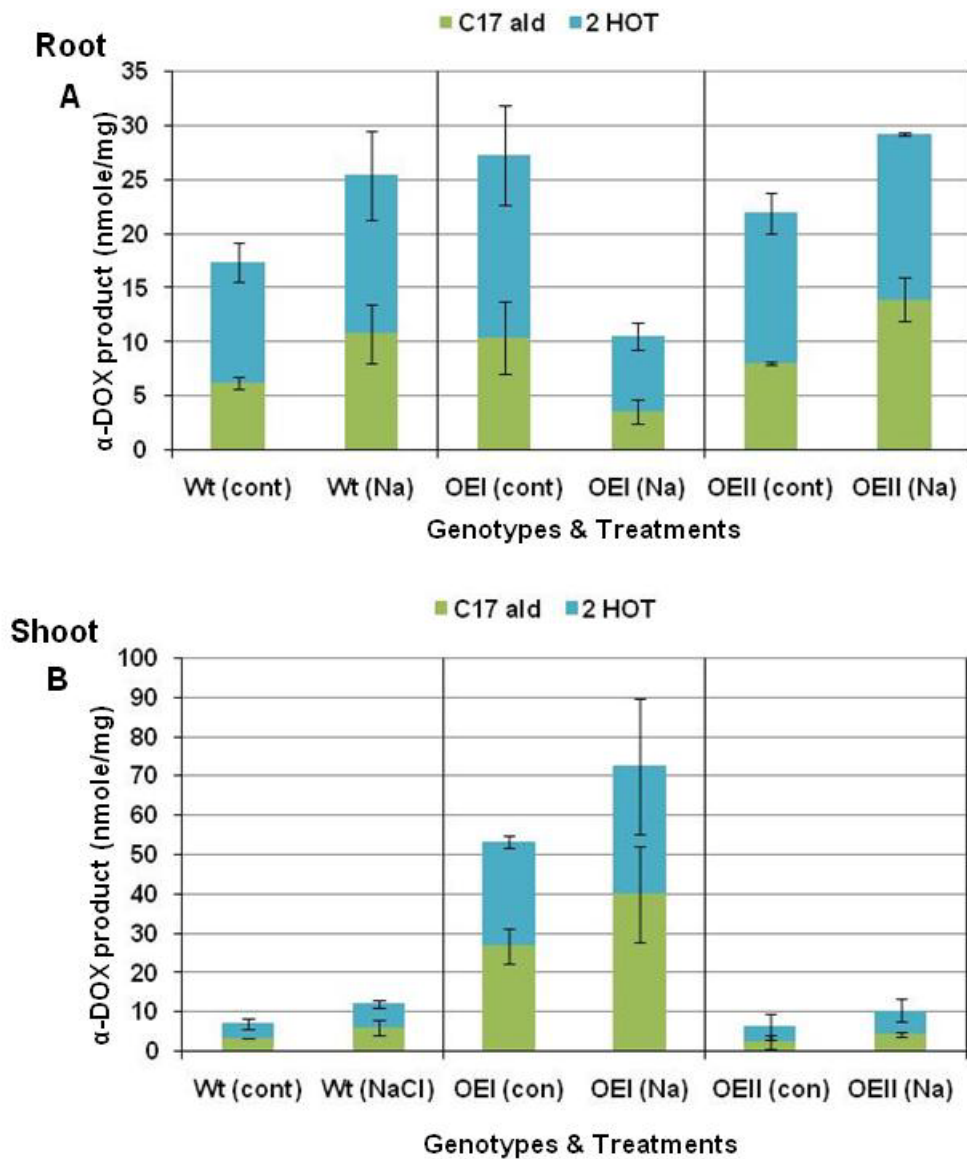 C17 ald 2 HOT
Root
A
α-DOX product (nmole/mg)
35
30
25
20
15
10
5
0
Wt (cont) Wt (Na) OEI (cont) OEI (Na) OEII (cont) OEII (Na)
Genotypes & Treatments
C17 ald 2 HOT
Shoot
B
α-DOX product (nmole/mg)
100
90
80
70
60
50
40
30
20
10
0
Wt (cont) Wt (NaCl) OEI (con) OEI (Na) OEII (con) OEII (Na)
Genotypes & Treatments